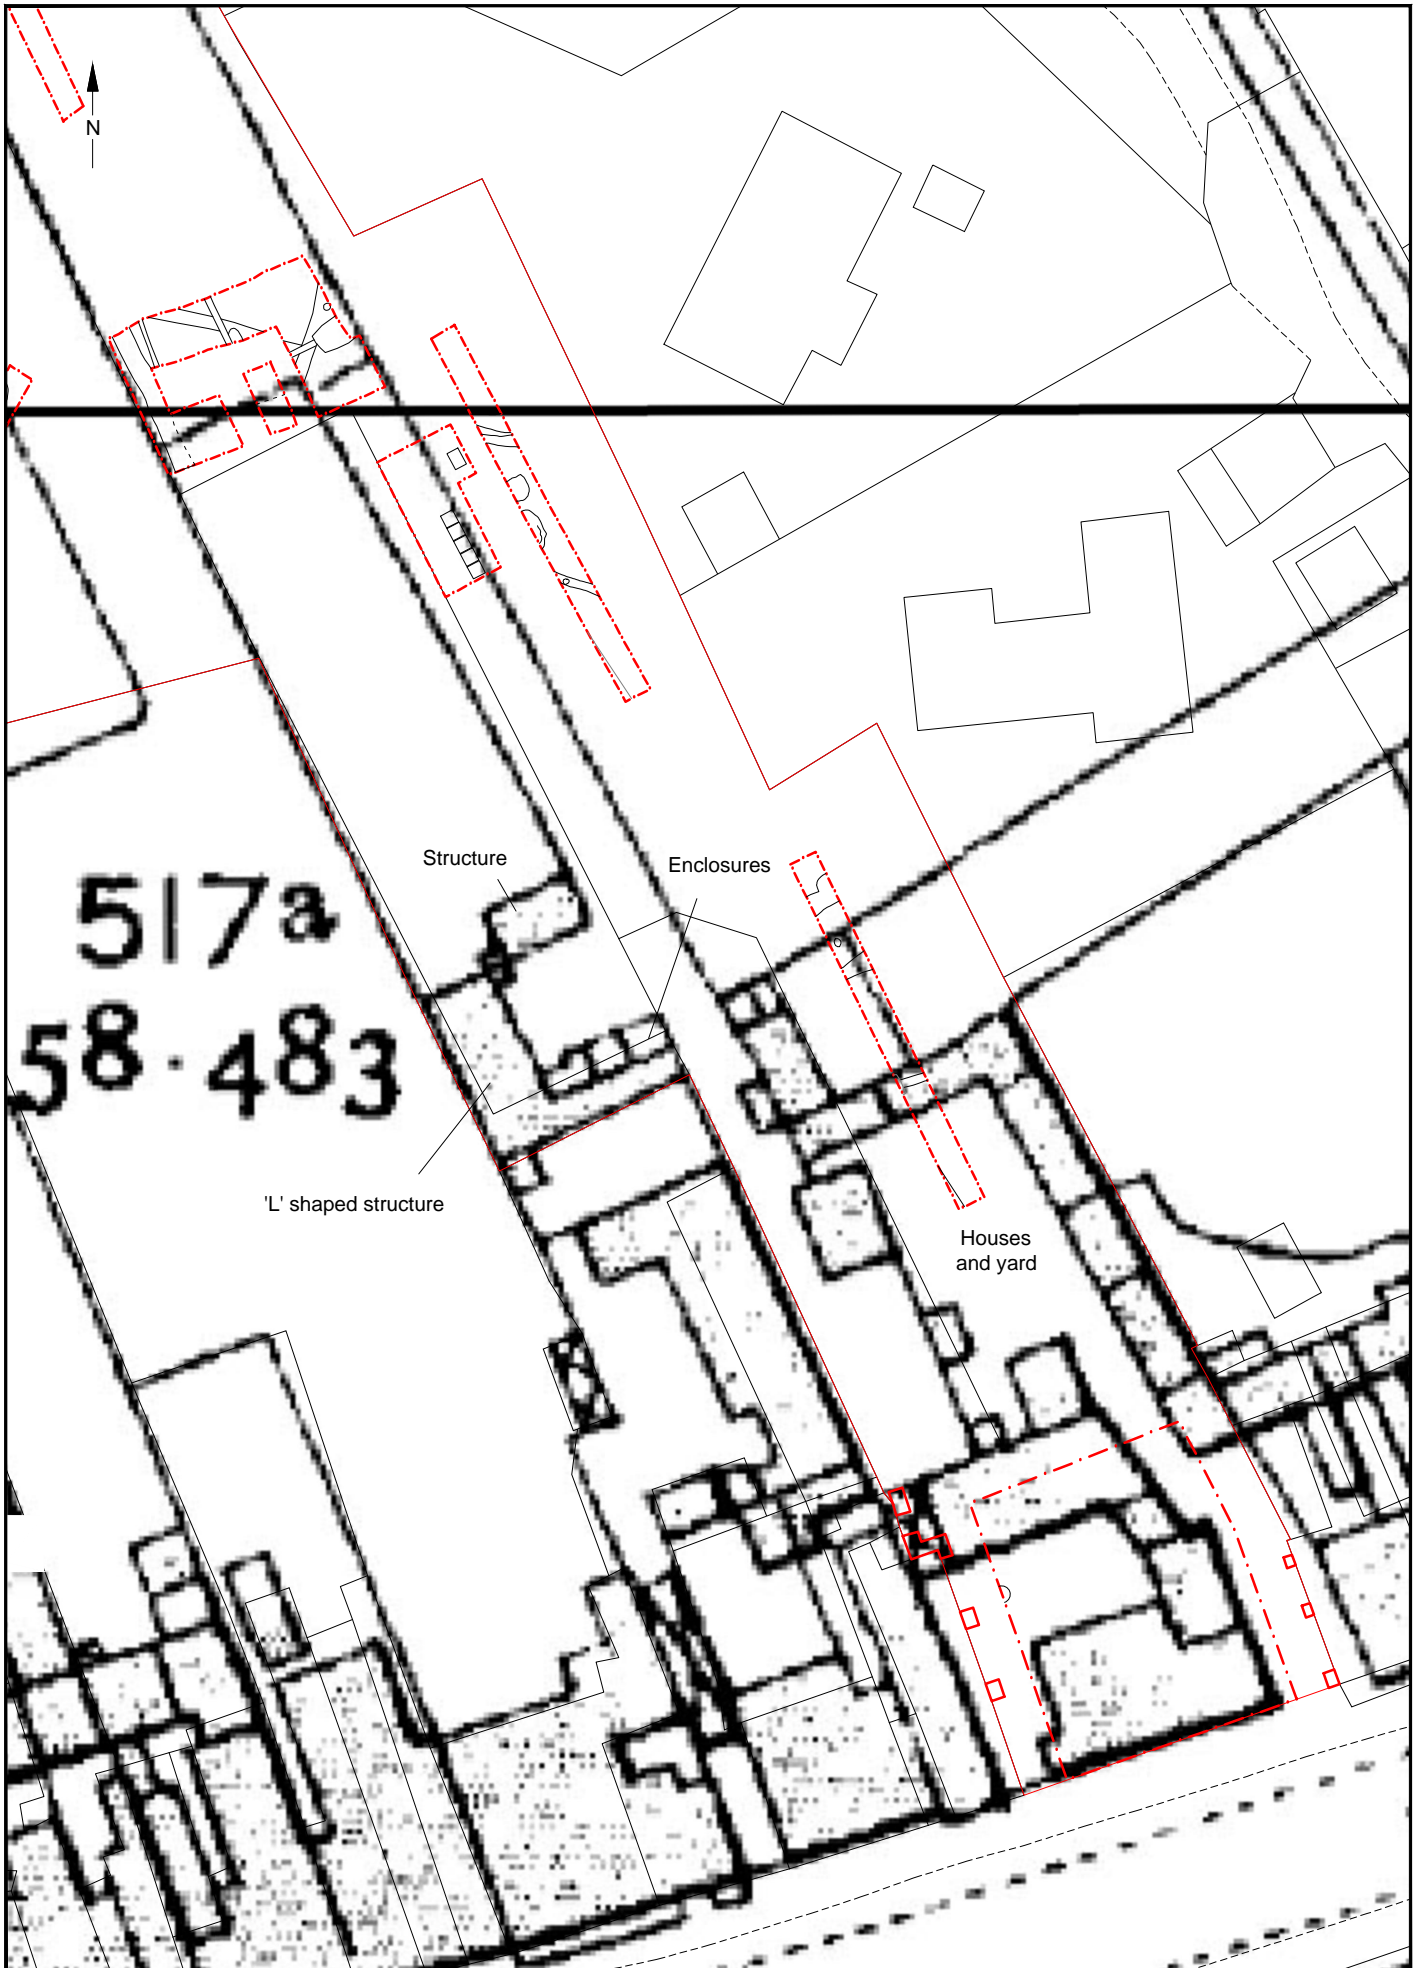 N
Structure
Enclosures
517a
58·483
'L' shaped structure
Houses
and yard